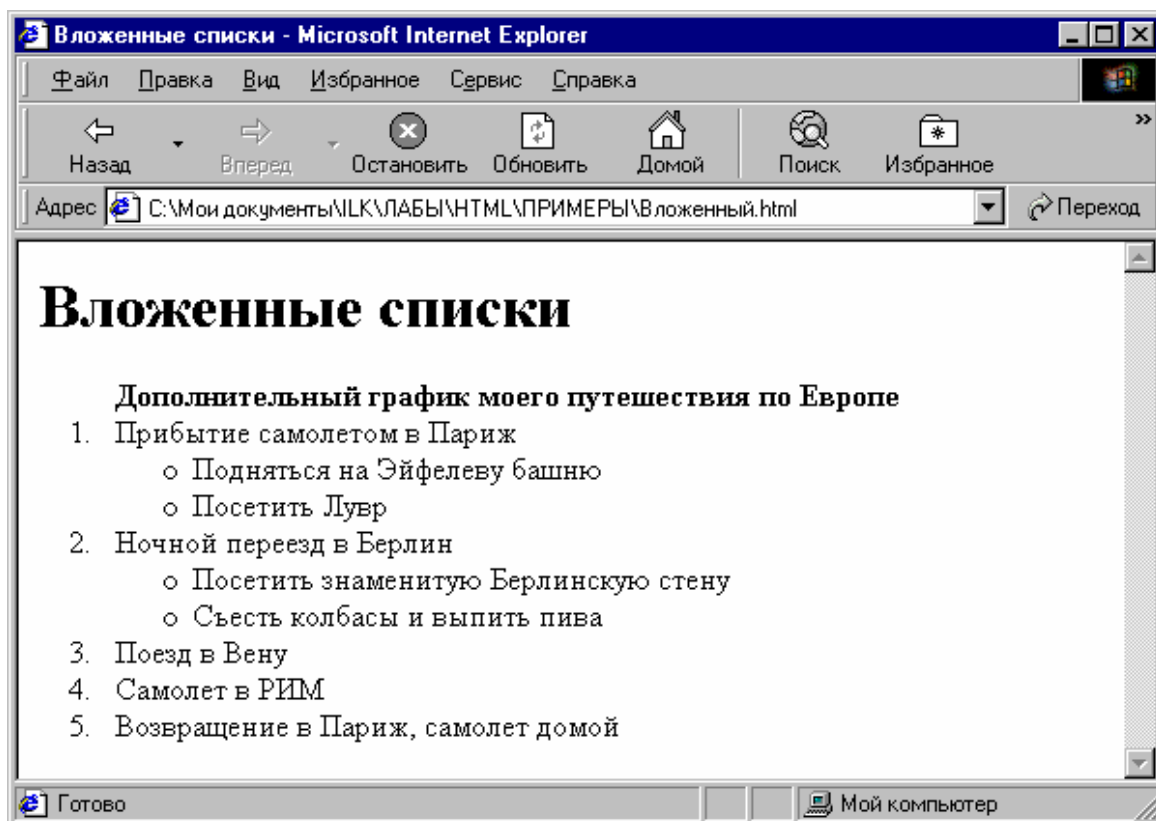 Вложенные списки - Microsoft Internet Explorer
Файл Правка Вид Избранное Сервис Справка
Назад Вперед Остановить Обновить Домой Поиск Избранное »
Адрес C:\Мои документы\ILK\ЛАБЫ\HTML\ПРИМЕРЫ\Вложенный.html Переход
Вложенные списки
Дополнительный график моего путешествия по Европе
1. Прибытие самолетом в Париж
o Подняться на Эйфелеву башню
o Посетить Лувр
2. Ночной переезд в Берлин
o Посетить знаменитую Берлинскую стену
o Съесть колбасы и выпить пива
3. Поезд в Вену
4. Самолет в РИМ
5. Возвращение в Париж, самолет домой
Готово Мой компьютер